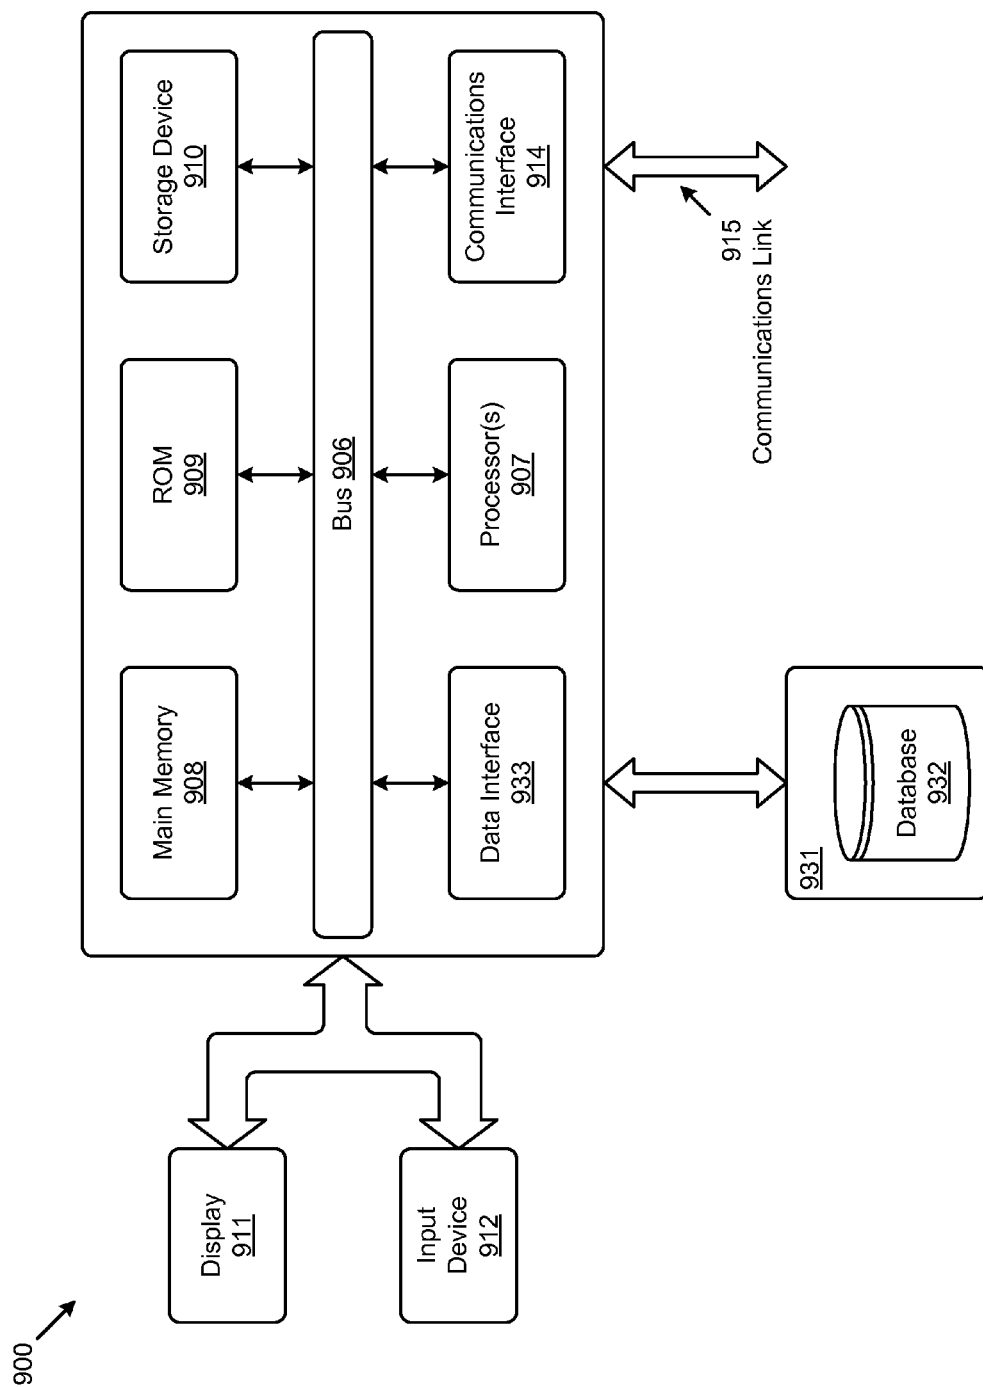 900
Display
911
Input
Device
912
Main Memory
908
ROM
909
Storage Device
910
Bus 906
Data Interface
933
Processor(s)
907
Communications
Interface
914
931
Database
932
915
Communications Link